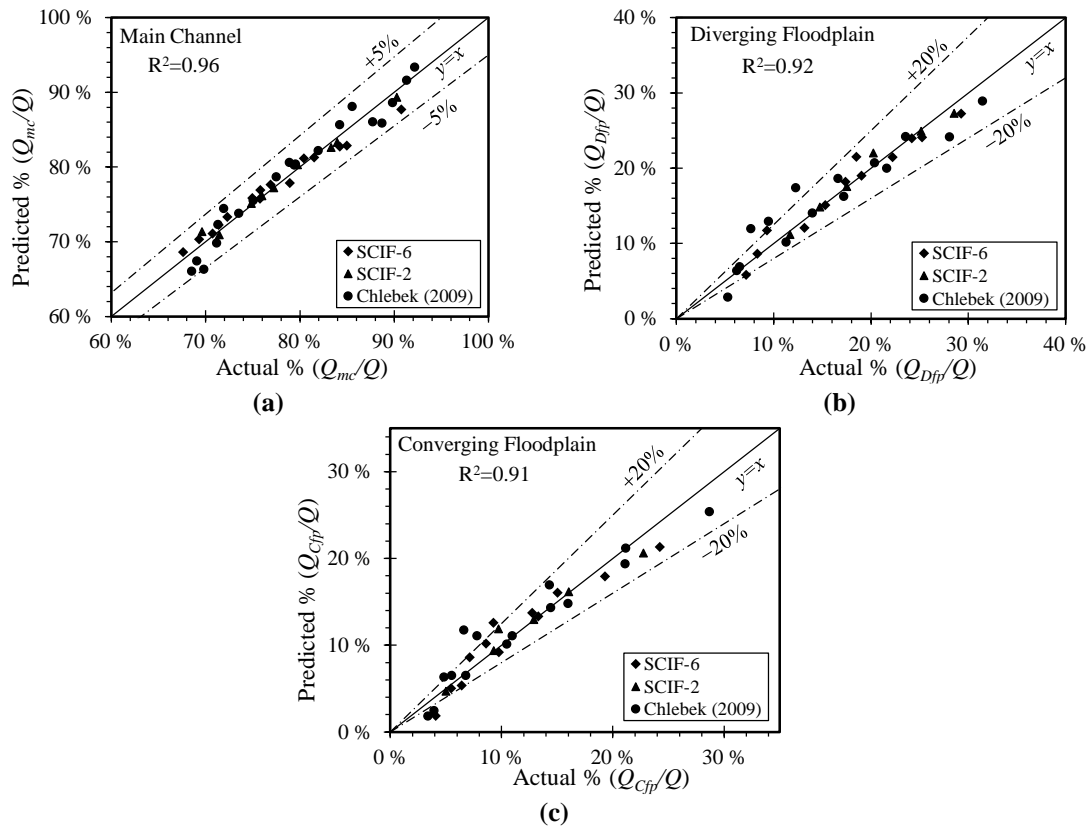 Main Channel
R²=0.96
+5%
y=x
−5%
Predicted % (Qmc/Q)
100 %
90 %
80 %
70 %
60 %
SCIF-6
SCIF-2
Chlebek (2009)
60 % 70 % 80 % 90 % 100 %
Actual % (Qmc/Q)
(a)
Diverging Floodplain
R²=0.92
+20%
y=x
−20%
Predicted % (QDfp/Q)
40 %
30 %
20 %
10 %
0 %
SCIF-6
SCIF-2
Chlebek (2009)
0 % 10 % 20 % 30 % 40 %
Actual % (QDfp/Q)
(b)
Converging Floodplain
R²=0.91
+20%
y=x
−20%
Predicted % (QCfp/Q)
30 %
20 %
10 %
0 %
SCIF-6
SCIF-2
Chlebek (2009)
0 % 10 % 20 % 30 %
Actual % (QCfp/Q)
(c)